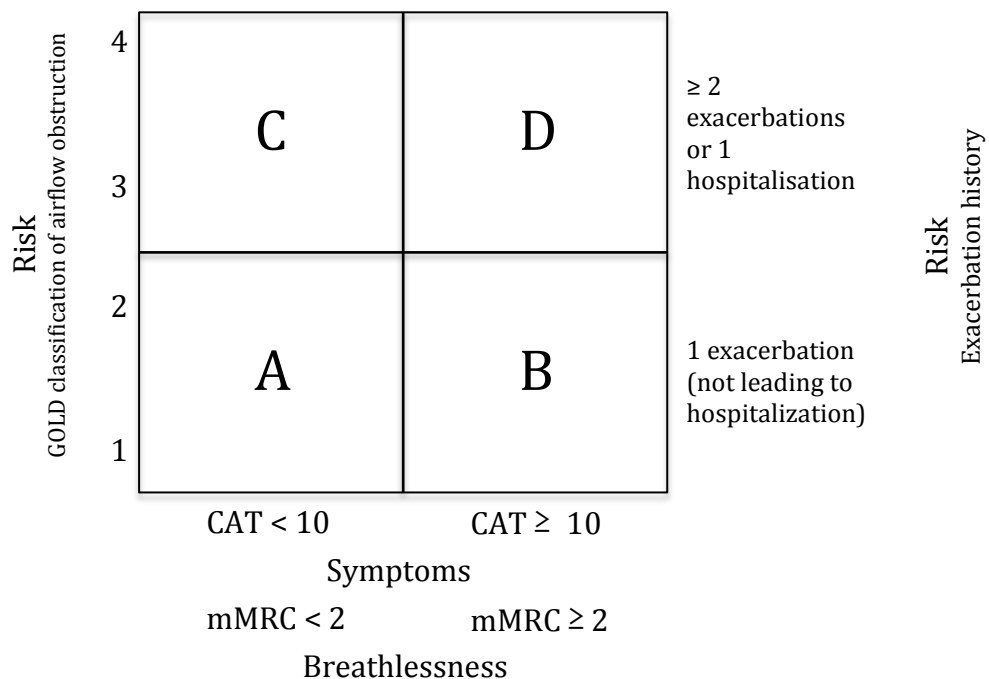 Risk
GOLD classification of airflow obstruction
4
3
2
1
C
D
A
B
≥ 2
exacerbations
or 1
hospitalisation
1 exacerbation
(not leading to
hospitalization)
Risk
Exacerbation history
CAT < 10
CAT ≥ 10
Symptoms
mMRC < 2
mMRC ≥ 2
Breathlessness